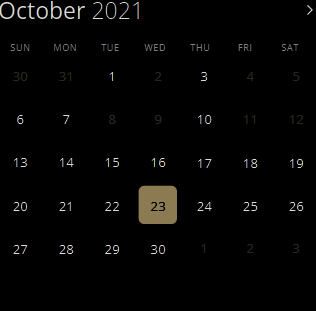 October 2021
SUN MON TUE WED THU FRI SAT
30 31 1 2 3 4 5
6 7 8 9 10 11 12
13 14 15 16 17 18 19
20 21 22 23 24 25 26
27 28 29 30 1 2 3